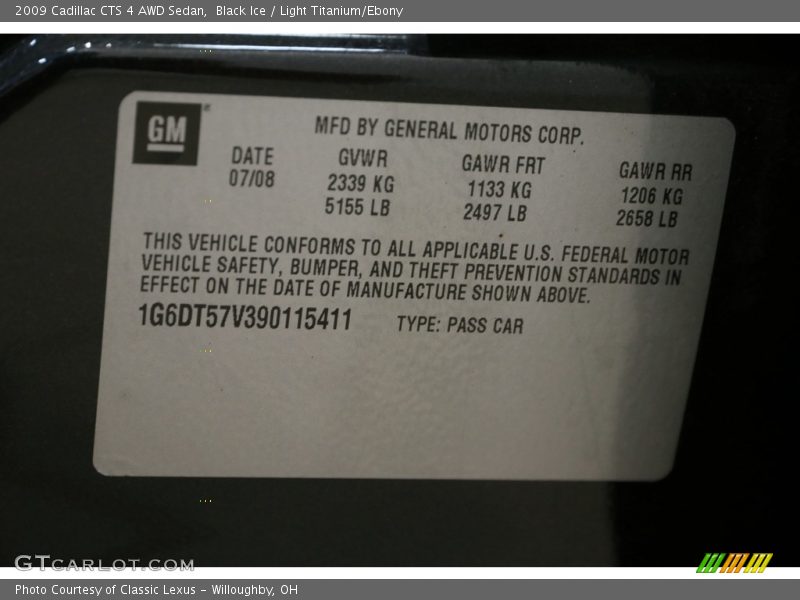 2009 Cadillac CTS 4 AWD Sedan, Black Ice / Light Titanium/Ebony
GM
MFD BY GENERAL MOTORS CORP.
DATE GVWR GAWR FRT GAWR RR
07/08 2339 KG 1133 KG 1206 KG
5155 LB 2497 LB 2658 LB
THIS VEHICLE CONFORMS TO ALL APPLICABLE U.S. FEDERAL MOTOR
VEHICLE SAFETY, BUMPER, AND THEFT PREVENTION STANDARDS IN
EFFECT ON THE DATE OF MANUFACTURE SHOWN ABOVE.
1G6DT57V390115411 TYPE: PASS CAR
GTCARLOT.COM
Photo Courtesy of Classic Lexus - Willoughby, OH